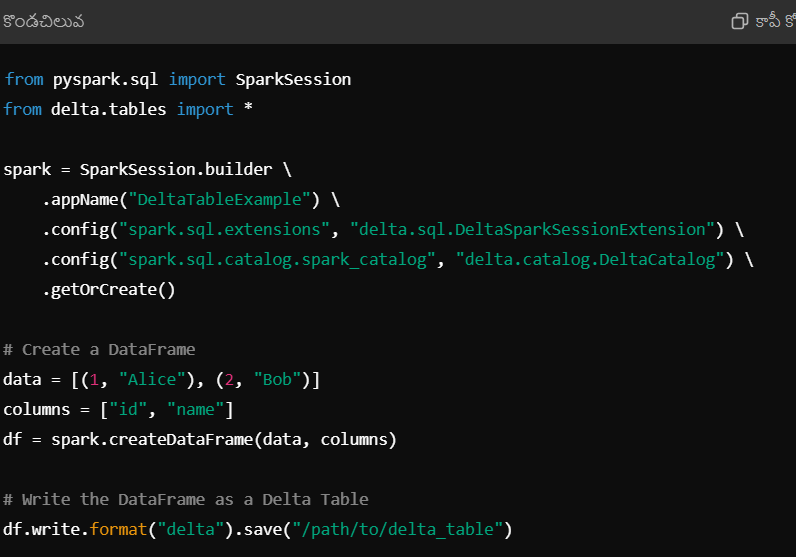 కొండచిలువ
కాపీ
from pyspark.sql import SparkSession
from delta.tables import *
spark = SparkSession.builder \
    .appName("DeltaTableExample") \
    .config("spark.sql.extensions", "delta.sql.DeltaSparkSessionExtension") \
    .config("spark.sql.catalog.spark_catalog", "delta.catalog.DeltaCatalog") \
    .getOrCreate()
# Create a DataFrame
data = [(1, "Alice"), (2, "Bob")]
columns = ["id", "name"]
df = spark.createDataFrame(data, columns)
# Write the DataFrame as a Delta Table
df.write.format("delta").save("/path/to/delta_table")